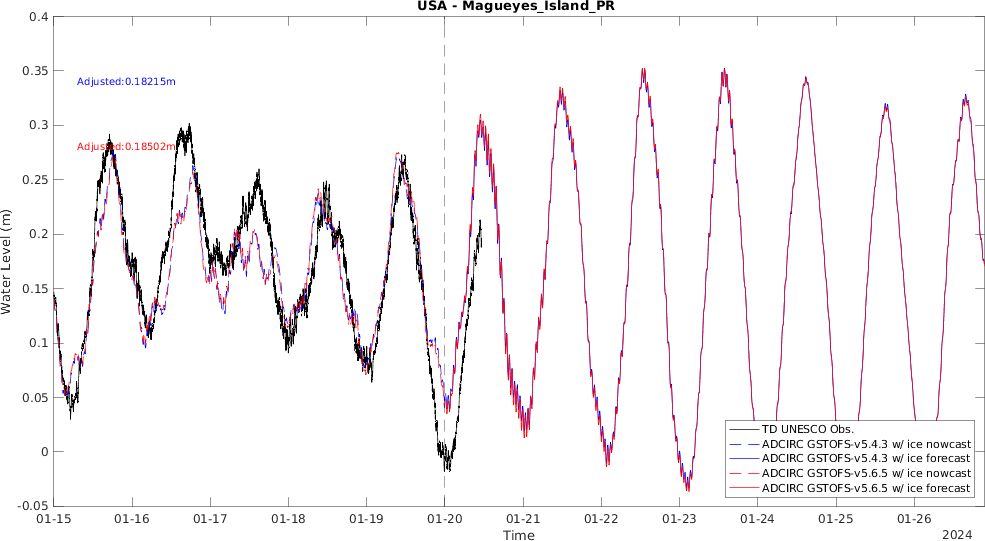 USA - Magueyes_Island_PR
0.4
0.35
0.3
0.25
0.2
0.15
0.1
0.05
0
-0.05
Water Level (m)
Adjusted:0.18215m
Adjusted:0.18502m
TD UNESCO Obs.
ADCIRC GSTOFS-v5.4.3 w/ ice nowcast
ADCIRC GSTOFS-v5.4.3 w/ ice forecast
ADCIRC GSTOFS-v5.6.5 w/ ice nowcast
ADCIRC GSTOFS-v5.6.5 w/ ice forecast
01-15 01-16 01-17 01-18 01-19 01-20 01-21 01-22 01-23 01-24 01-25 01-26
Time
2024